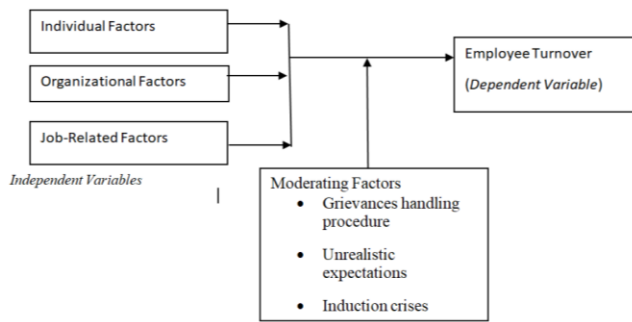 Individual Factors
Organizational Factors
Job-Related Factors
Independent Variables
Employee Turnover
(Dependent Variable)
Moderating Factors
• Grievances handling
procedure
• Unrealistic
expectations
• Induction crises